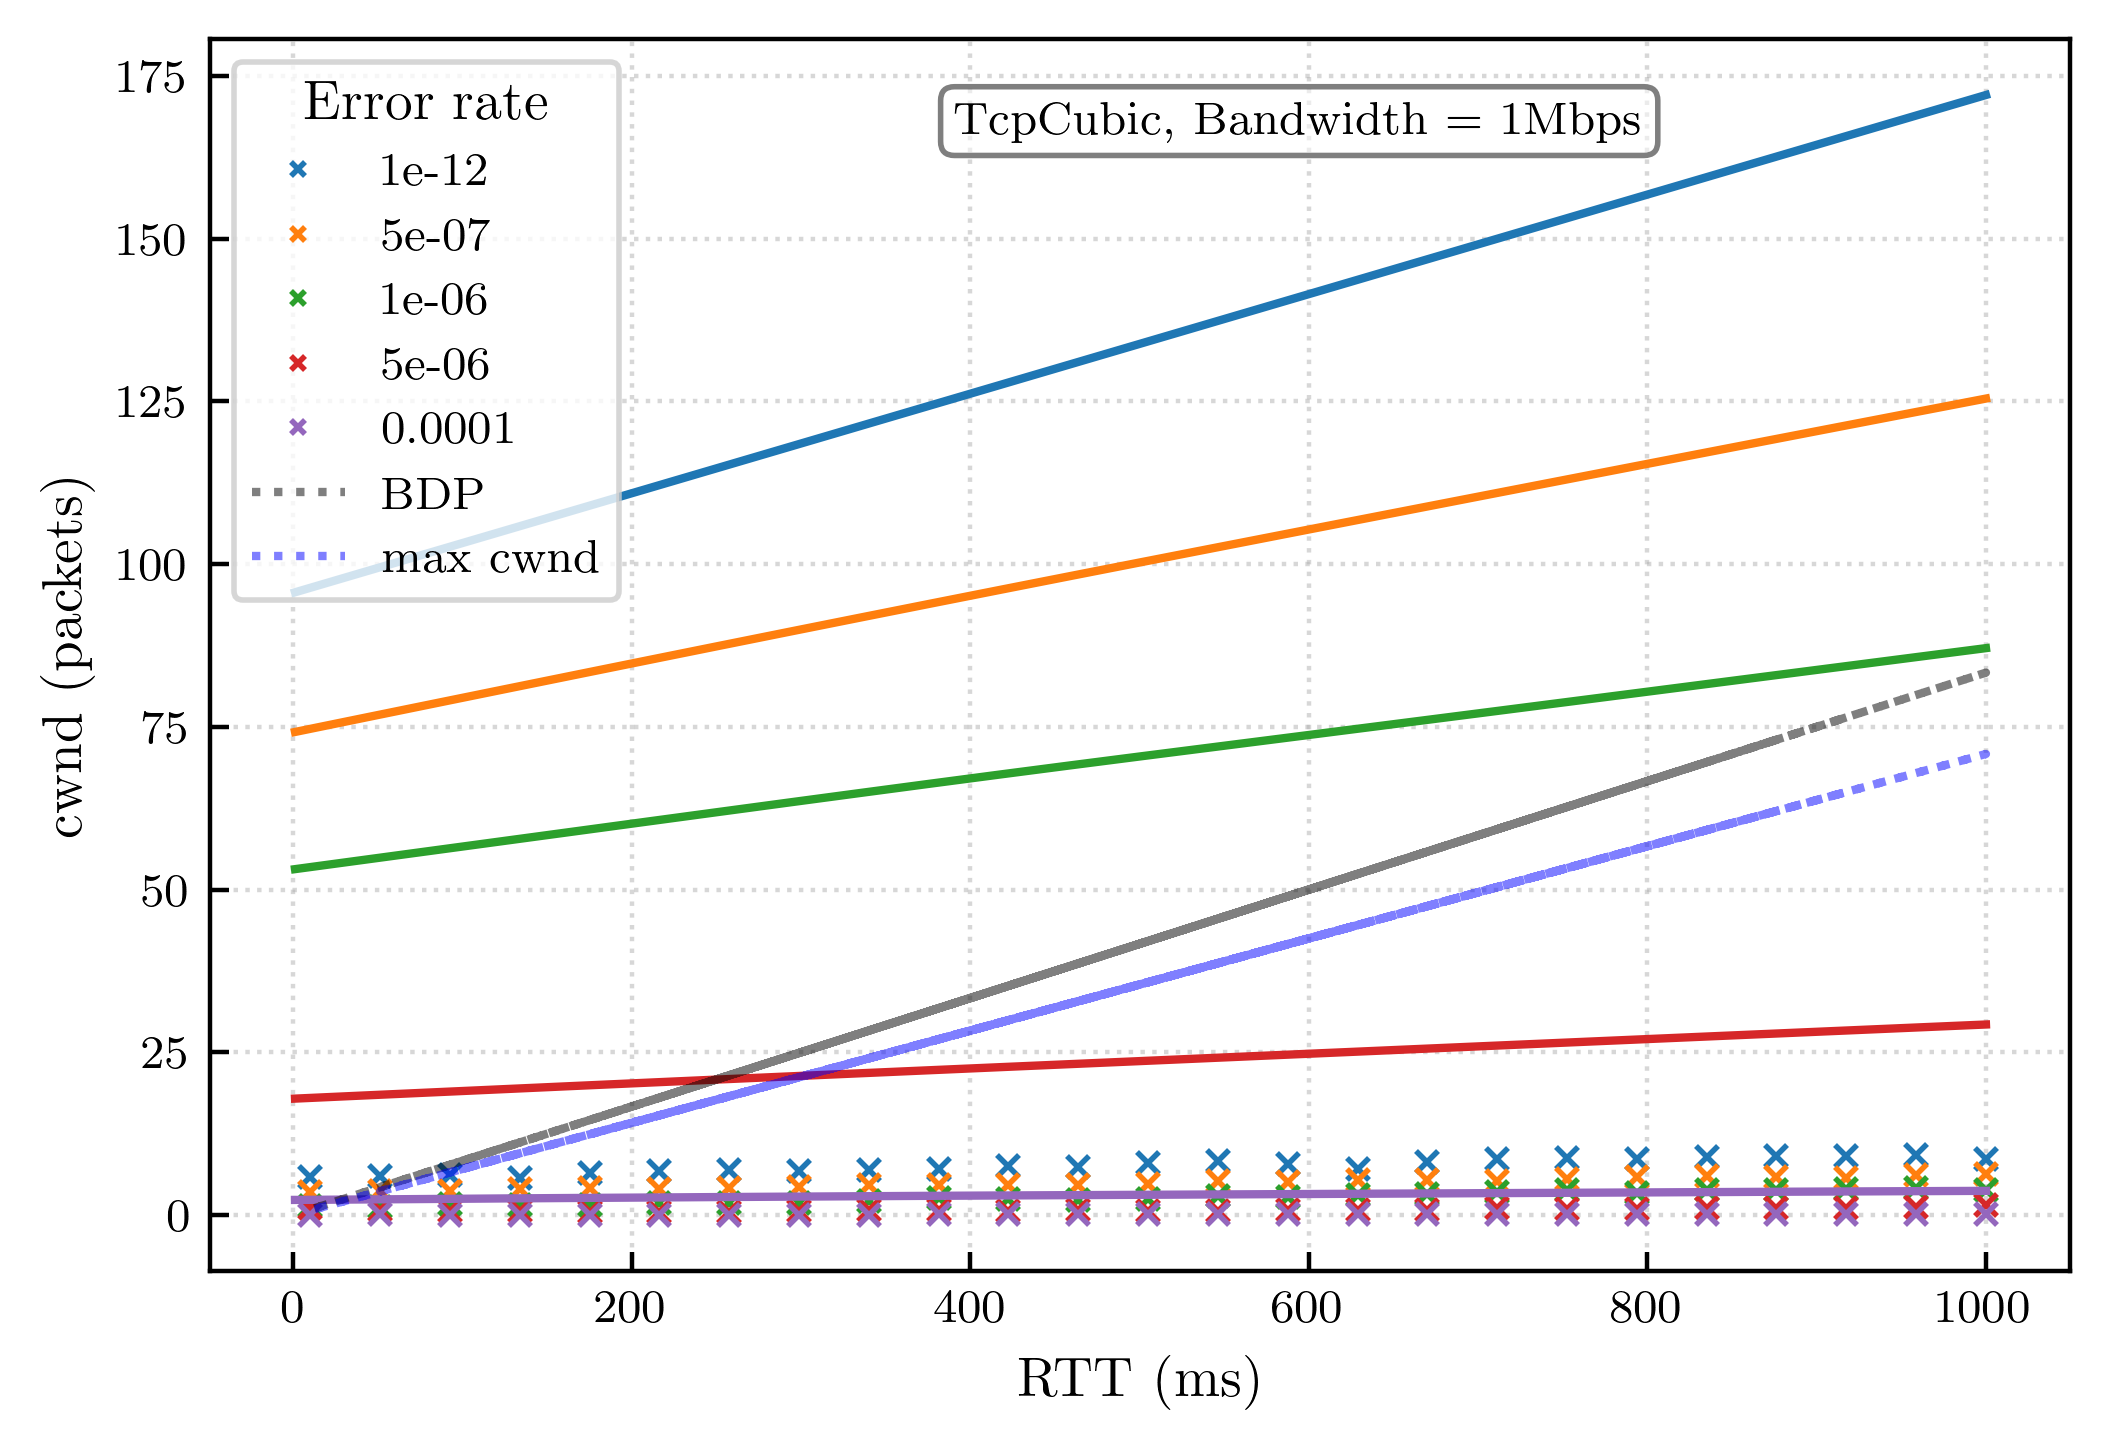 TcpCubic, Bandwidth = 1Mbps
Error rate
1e-12
5e-07
1e-06
5e-06
0.0001
BDP
max cwnd
cwnd (packets)
175
150
125
100
75
50
25
0
0 200 400 600 800 1000
RTT (ms)